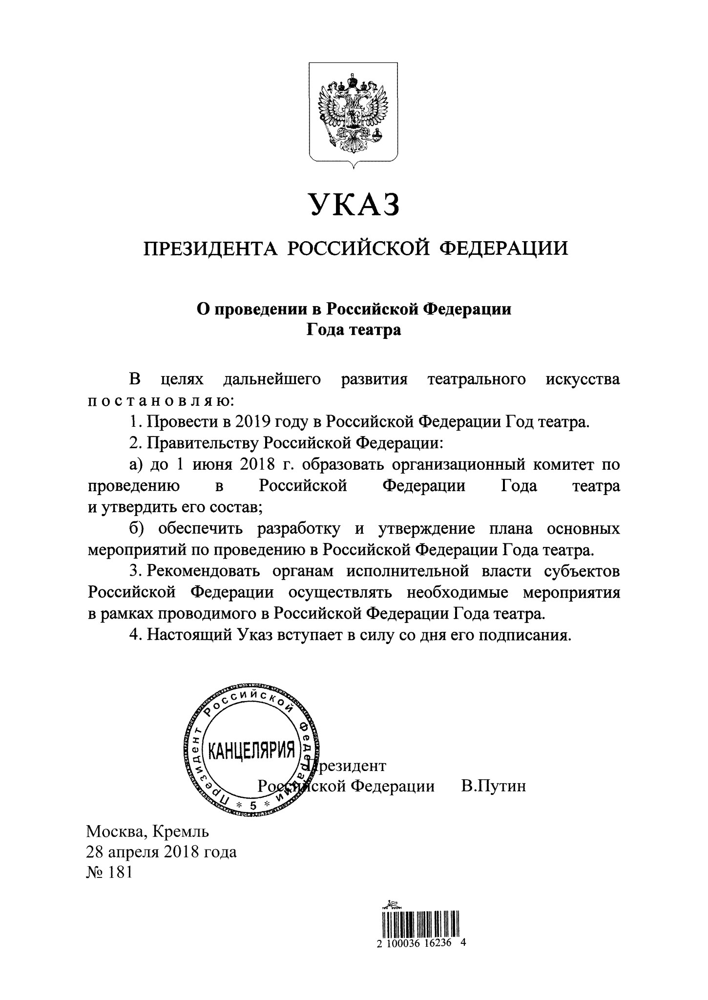 УКАЗ
ПРЕЗИДЕНТА РОССИЙСКОЙ ФЕДЕРАЦИИ
О проведении в Российской Федерации
Года театра
В целях дальнейшего развития театрального искусства
п о с т а н о в л я ю:
1. Провести в 2019 году в Российской Федерации Год театра.
2. Правительству Российской Федерации:
а) до 1 июня 2018 г. образовать организационный комитет по
проведению в Российской Федерации Года театра
и утвердить его состав;
б) обеспечить разработку и утверждение плана основных
мероприятий по проведению в Российской Федерации Года театра.
3. Рекомендовать органам исполнительной власти субъектов
Российской Федерации осуществлять необходимые мероприятия
в рамках проводимого в Российской Федерации Года театра.
4. Настоящий Указ вступает в силу со дня его подписания.
Президент Российской Федерации
КАНЦЕЛЯРИЯ
* 5 *
Президент
Российской Федерации В.Путин
Москва, Кремль
28 апреля 2018 года
№ 181
2 100036 16236 4